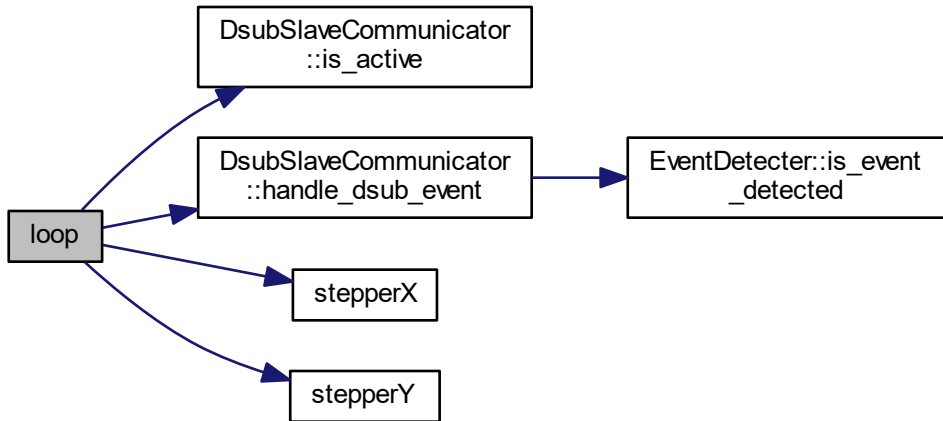 DsubSlaveCommunicator
::is_active
DsubSlaveCommunicator
::handle_dsub_event
EventDetecter::is_event
_detected
loop
stepperX
stepperY